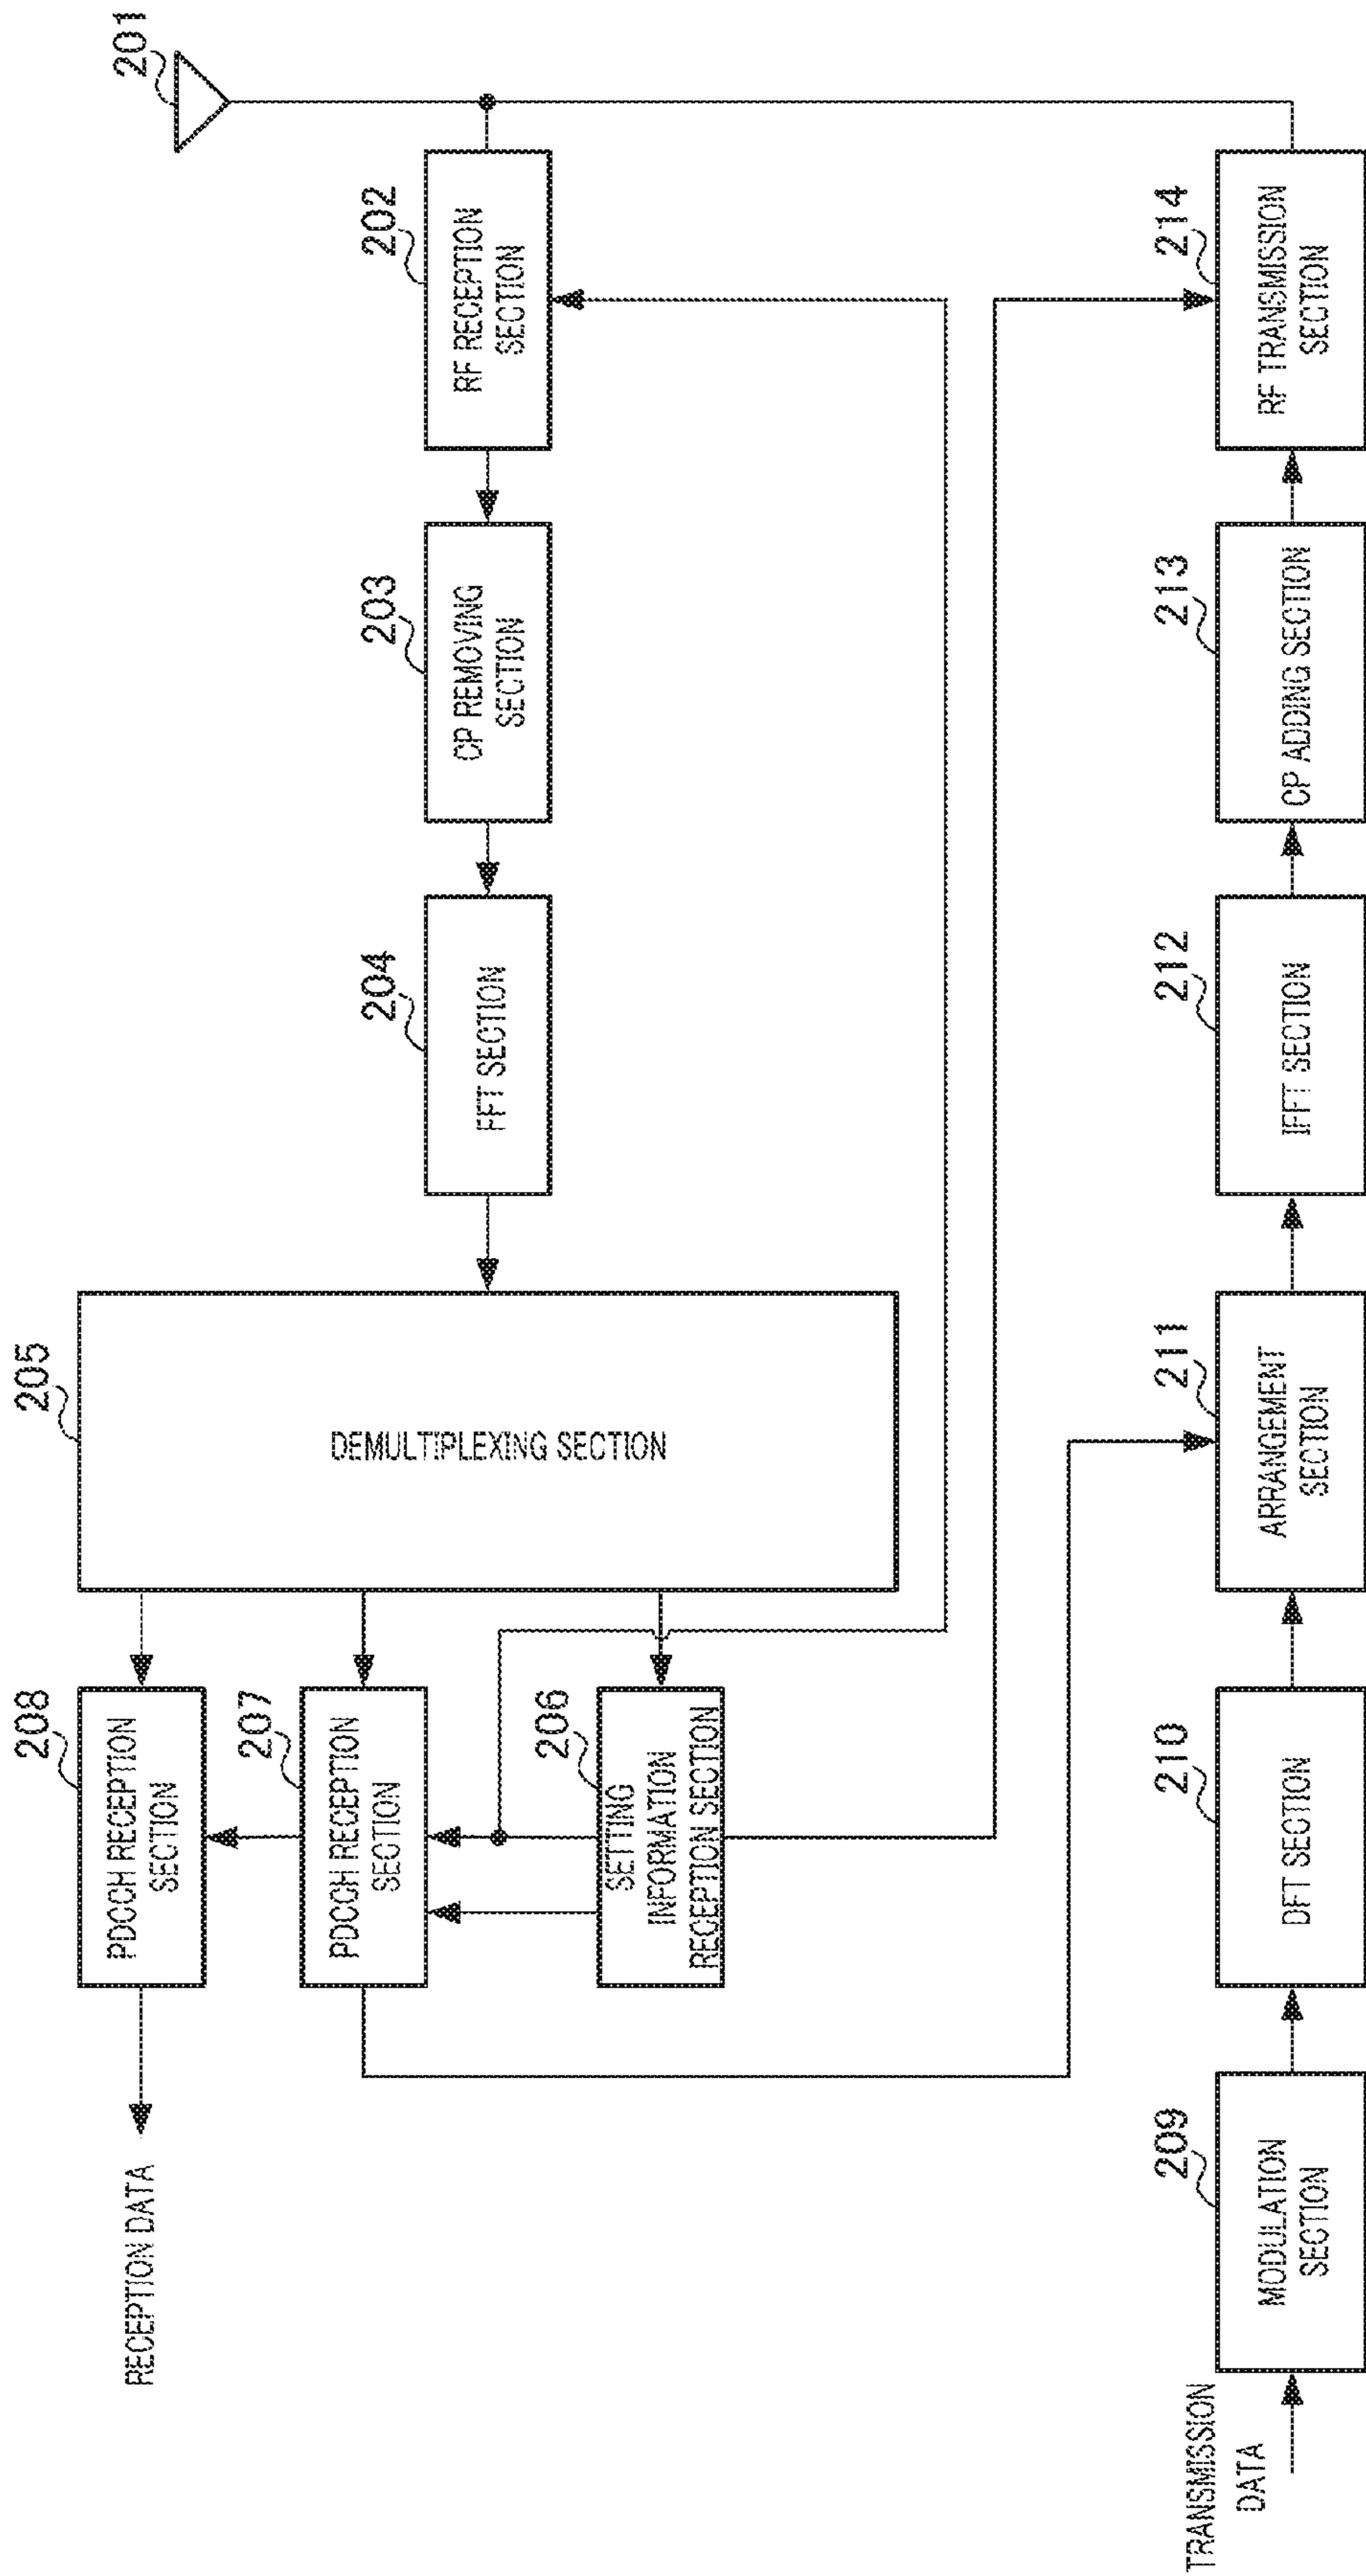 201
202
RF RECEPTION
SECTION
203
CP REMOVING
SECTION
204
FFT SECTION
205
DEMULTIPLEXING SECTION
208
PDCCH RECEPTION
SECTION
207
PDCCH RECEPTION
SECTION
206
SETTING
INFORMATION
RECEPTION SECTION
RECEPTION DATA
TRANSMISSION
DATA
209
MODULATION
SECTION
210
DFT SECTION
211
ARRANGEMENT
SECTION
212
IFFT SECTION
213
CP ADDING SECTION
214
RF TRANSMISSION
SECTION